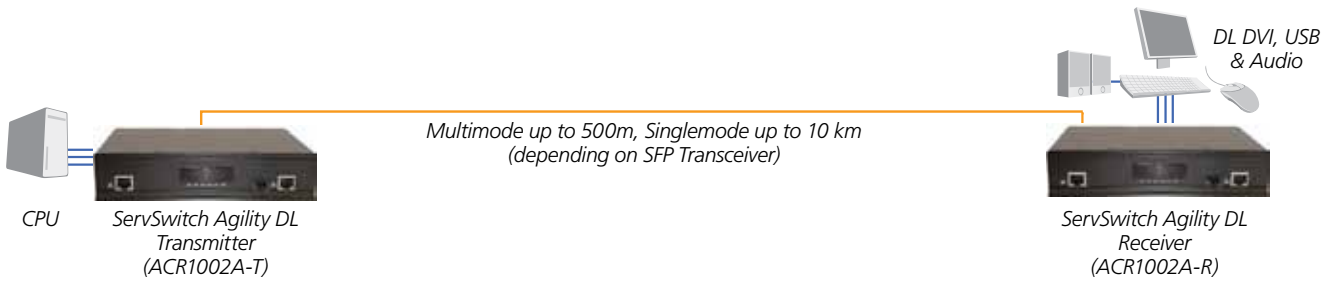 DL DVI, USB
& Audio
Multimode up to 500m, Singlemode up to 10 km
(depending on SFP Transceiver)
CPU
ServSwitch Agility DL
Transmitter
(ACR1002A-T)
ServSwitch Agility DL
Receiver
(ACR1002A-R)